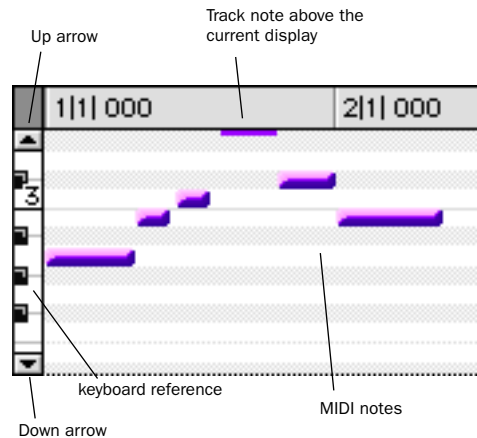 Track note above the
current display
Up arrow
1|1| 000
2|1| 000
3
keyboard reference
MIDI notes
Down arrow